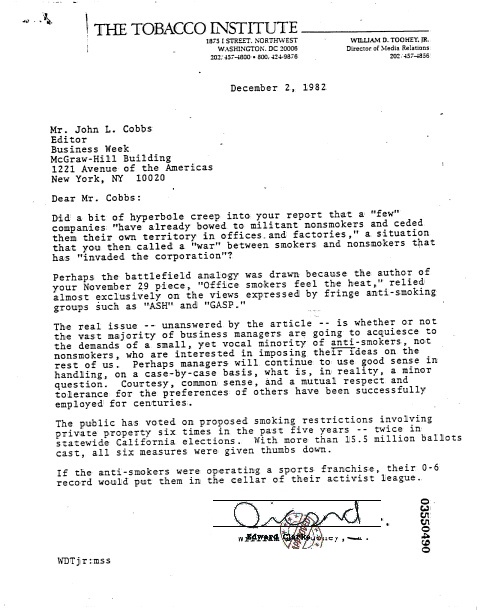 THE TOBACCO INSTITUTE
1875 I STREET, NORTHWEST
WASHINGTON, DC 20006
202/457-4800 • 800/424-9876
WILLIAM D. TOOHEY, JR.
Director of Media Relations
202/457-4856
December 2, 1982
Mr. John L. Cobbs
Editor
Business Week
McGraw-Hill Building
1221 Avenue of the Americas
New York, NY 10020
Dear Mr. Cobbs:
Did a bit of hyperbole creep into your report that a "few"
companies "have already bowed to militant nonsmokers and ceded
them their own territory in offices and factories," a situation
that you then called a "war" between smokers and nonsmokers that
has "invaded the corporation"?
Perhaps the battlefield analogy was drawn because the author of
your November 29 piece, "Office smokers feel the heat," relied
almost exclusively on the views expressed by fringe anti-smoking
groups such as "ASH" and "GASP."
The real issue -- unanswered by the article -- is whether or not
the vast majority of business managers are going to acquiesce to
the demands of a small, yet vocal minority of anti-smokers, not
nonsmokers, who are interested in imposing their ideas on the
rest of us. Perhaps managers will continue to use good sense in
handling, on a case-by-case basis, what is, in reality, a minor
question. Courtesy, common sense, and a mutual respect and
tolerance for the preferences of others have been successfully
employed for centuries.
The public has voted on proposed smoking restrictions involving
private property six times in the past five years -- twice in
statewide California elections. With more than 15.5 million ballots
cast, all six measures were given thumbs down.
If the anti-smokers were operating a sports franchise, their 0-6
record would put them in the cellar of their activist league.
Edward Clarke
WDTjr:mss
03550490